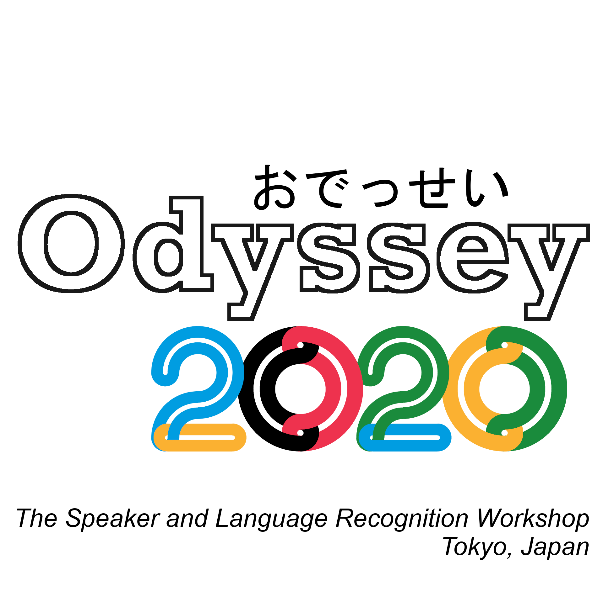 おでっせい
Odyssey
2020
The Speaker and Language Recognition Workshop
Tokyo, Japan